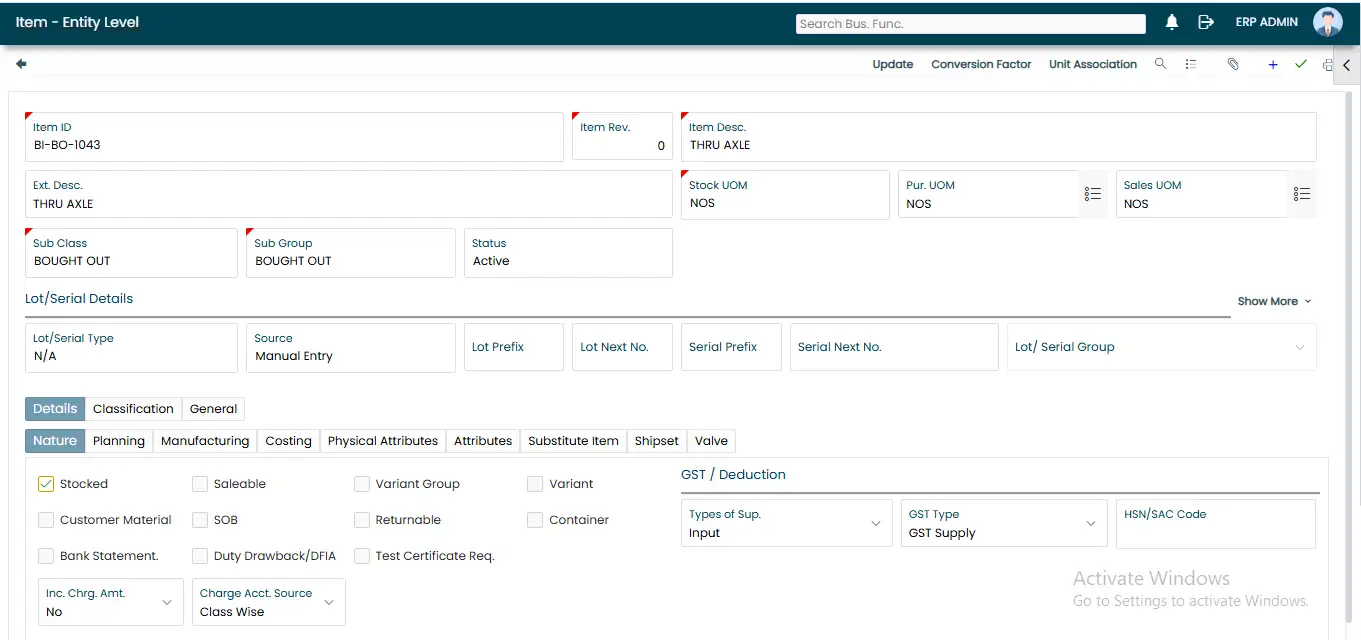 Item - Entity Level
Search Bus. Func.
ERP ADMIN
Update Conversion Factor Unit Association
Item ID
BI-BO-1043
Item Rev.
0
Item Desc.
THRU AXLE
Ext. Desc.
THRU AXLE
Stock UOM
NOS
Pur. UOM
NOS
Sales UOM
NOS
Sub Class
BOUGHT OUT
Sub Group
BOUGHT OUT
Status
Active
Lot/Serial Details
Show More
Lot/Serial Type
N/A
Source
Manual Entry
Lot Prefix
Lot Next No.
Serial Prefix
Serial Next No.
Lot/ Serial Group
Details Classification General
Nature Planning Manufacturing Costing Physical Attributes Attributes Substitute Item Shipset Valve
Stocked Saleable Variant Group Variant
Customer Material SOB Returnable Container
Bank Statement. Duty Drawback/DFIA Test Certificate Req.
Inc. Chrg. Amt.
No
Charge Acct. Source
Class Wise
GST / Deduction
Types of Sup.
Input
GST Type
GST Supply
HSN/SAC Code
Activate Windows
Go to Settings to activate Windows.